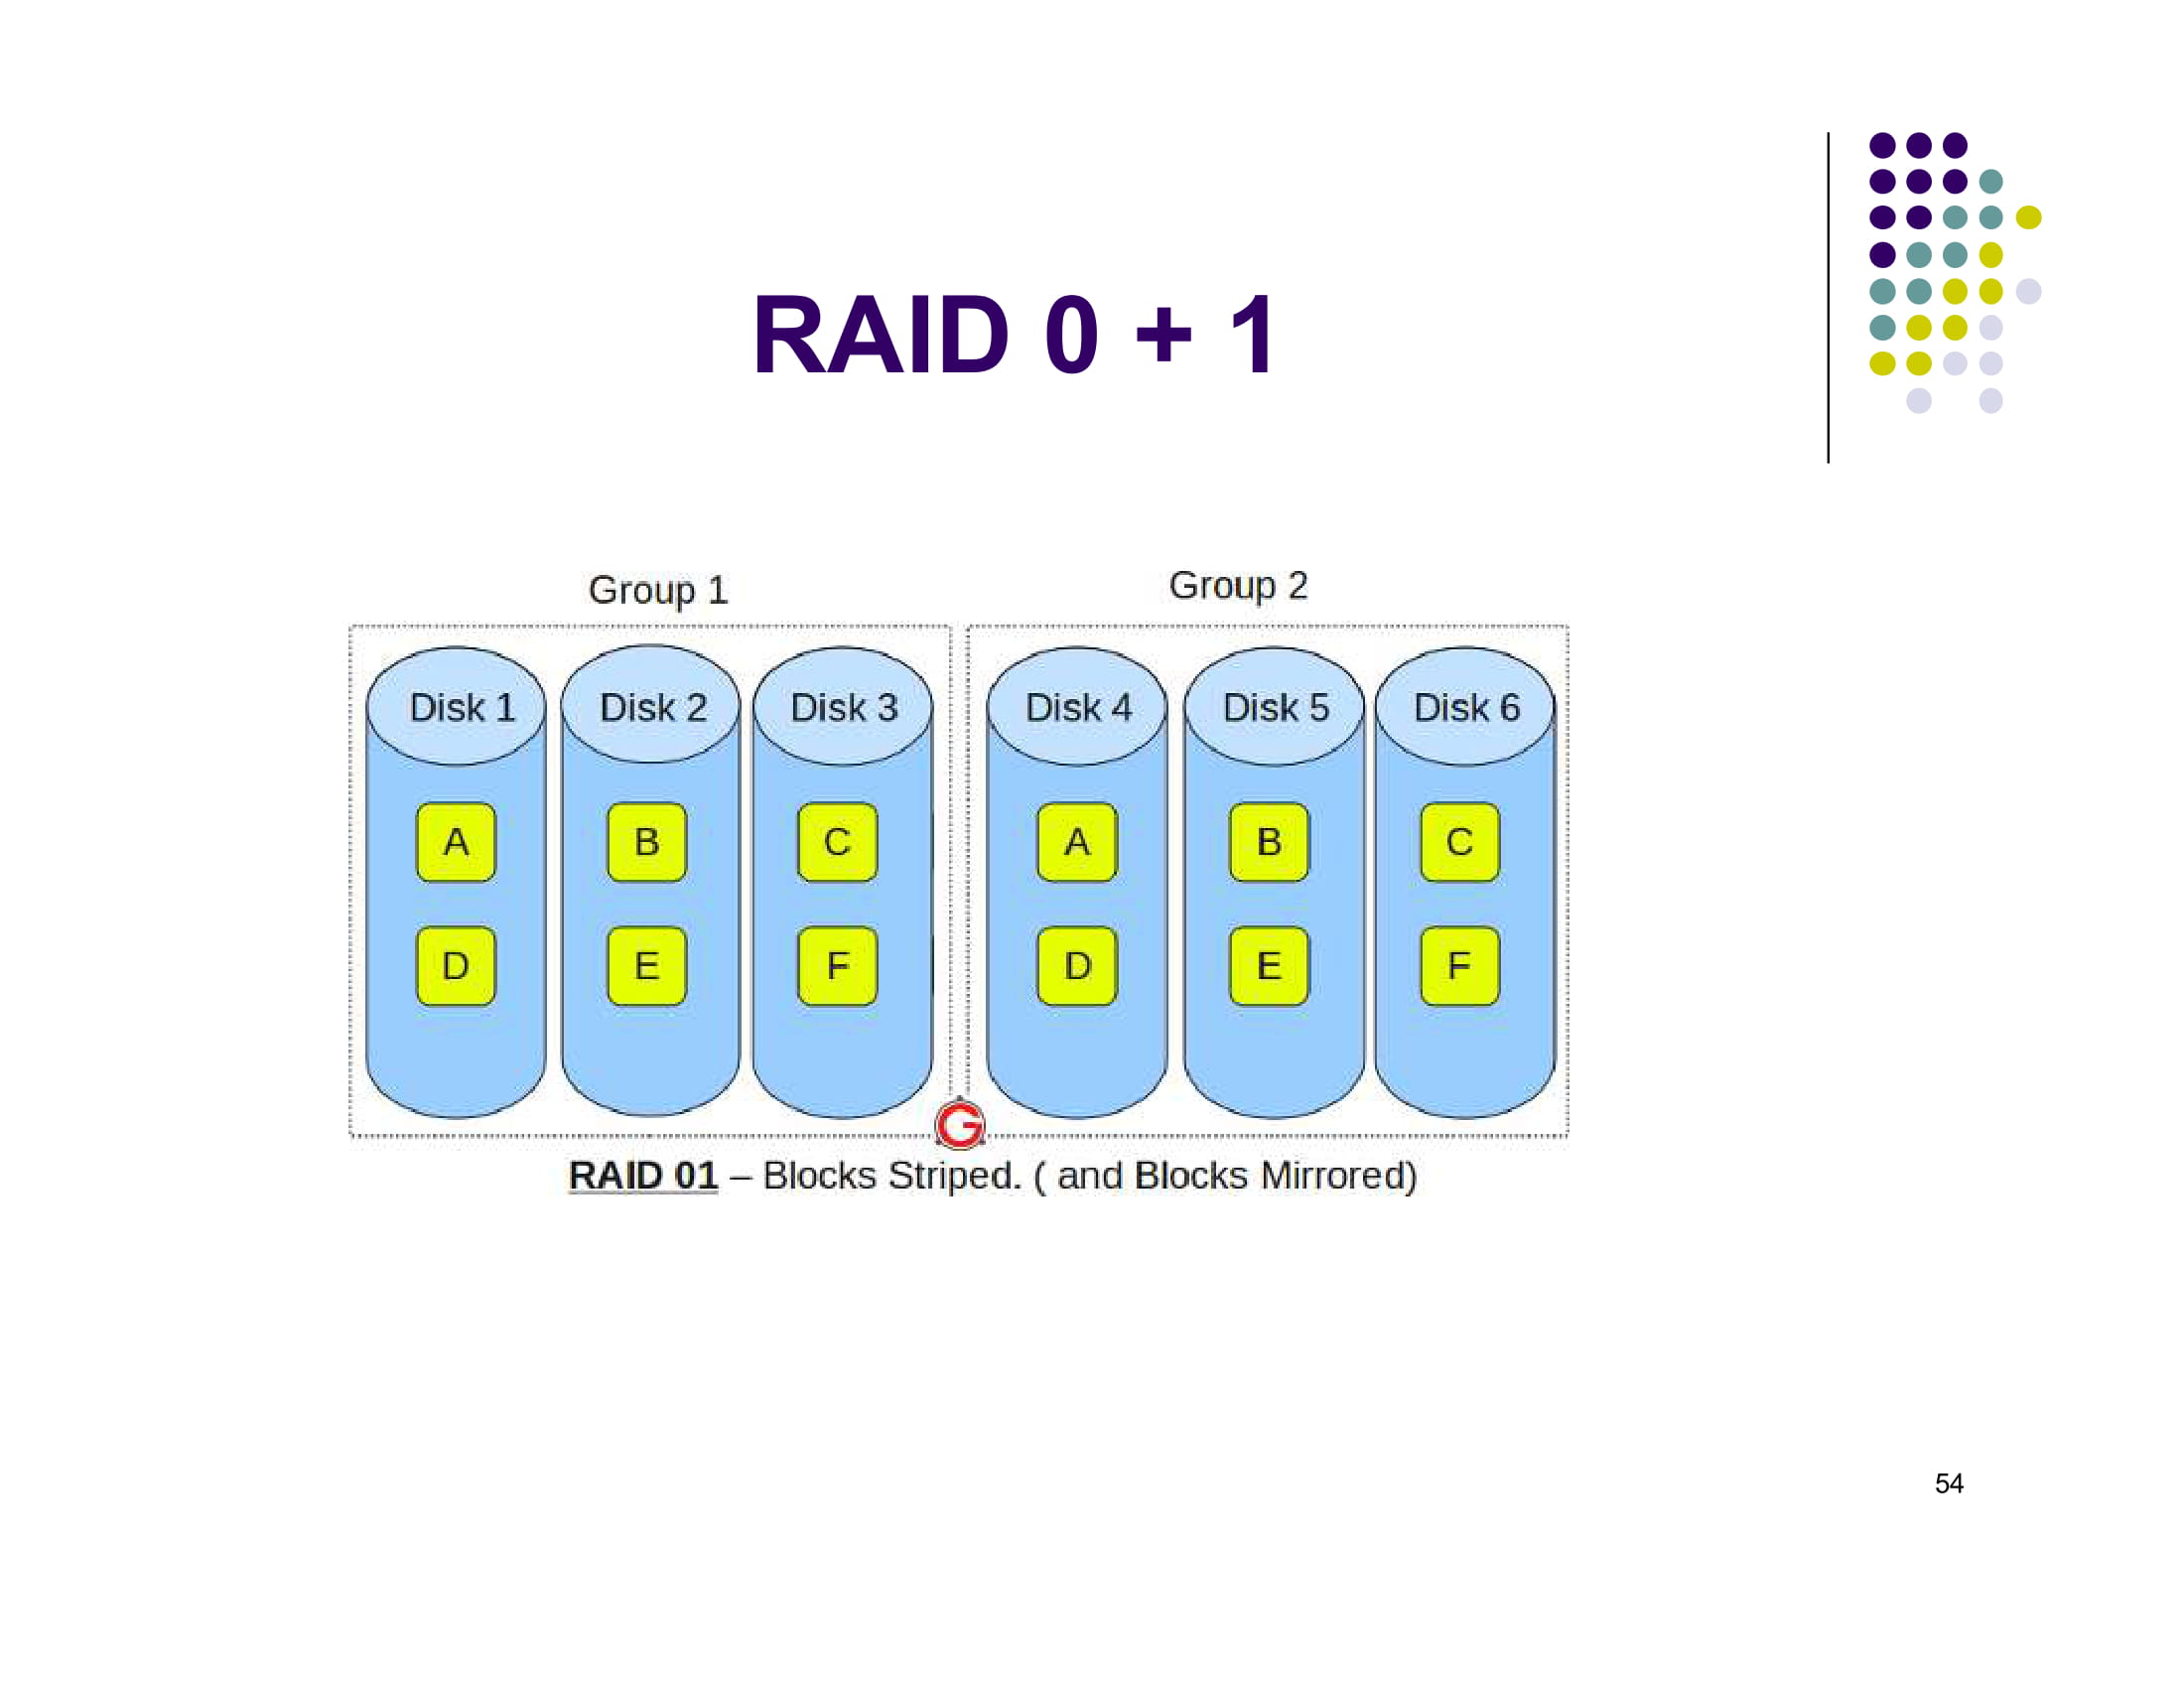 RAID 0 + 1
Group 1 Group 2
Disk 1 Disk 2 Disk 3 Disk 4 Disk 5 Disk 6
A B C A B C
D E F D E F
G
RAID 01 – Blocks Striped. ( and Blocks Mirrored)
54